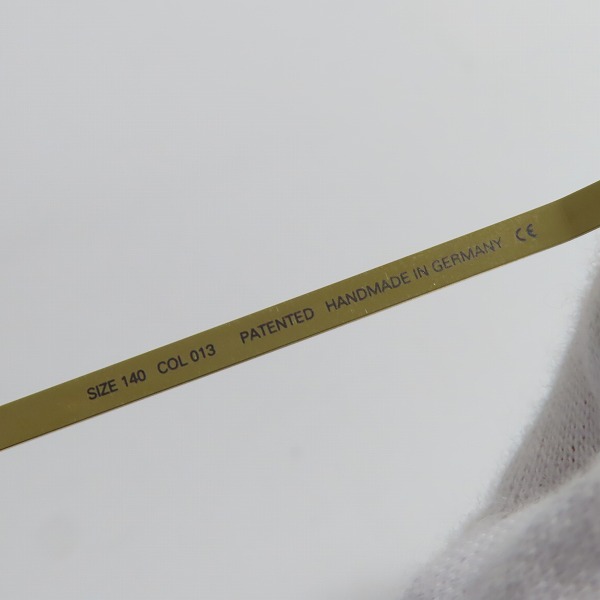 SIZE 140 COL 013 PATENTED HANDMADE IN GERMANY CE